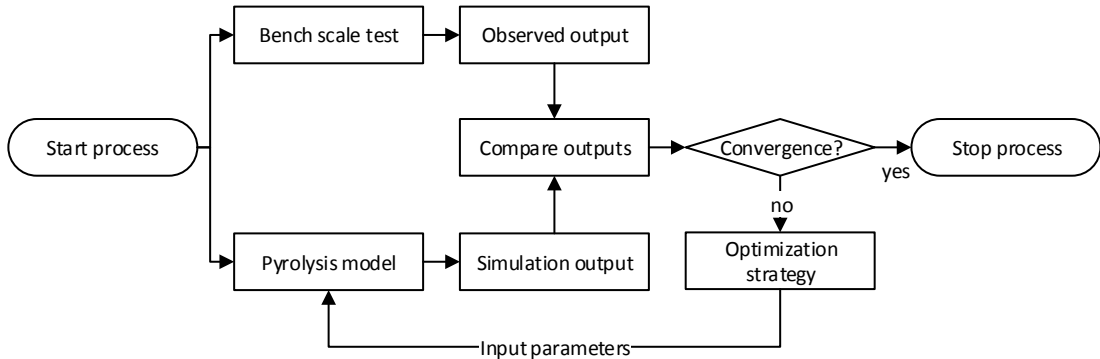 Bench scale test
Observed output
Start process
Compare outputs
Convergence?
yes
Stop process
no
Pyrolysis model
Simulation output
Optimization
strategy
Input parameters